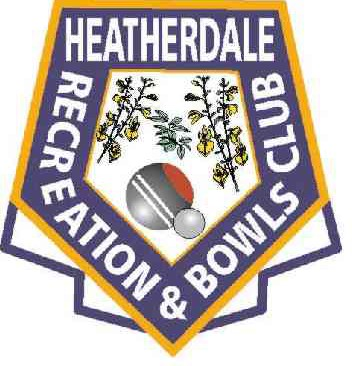 HEATHERDALE
RECREATION & BOWLS CLUB